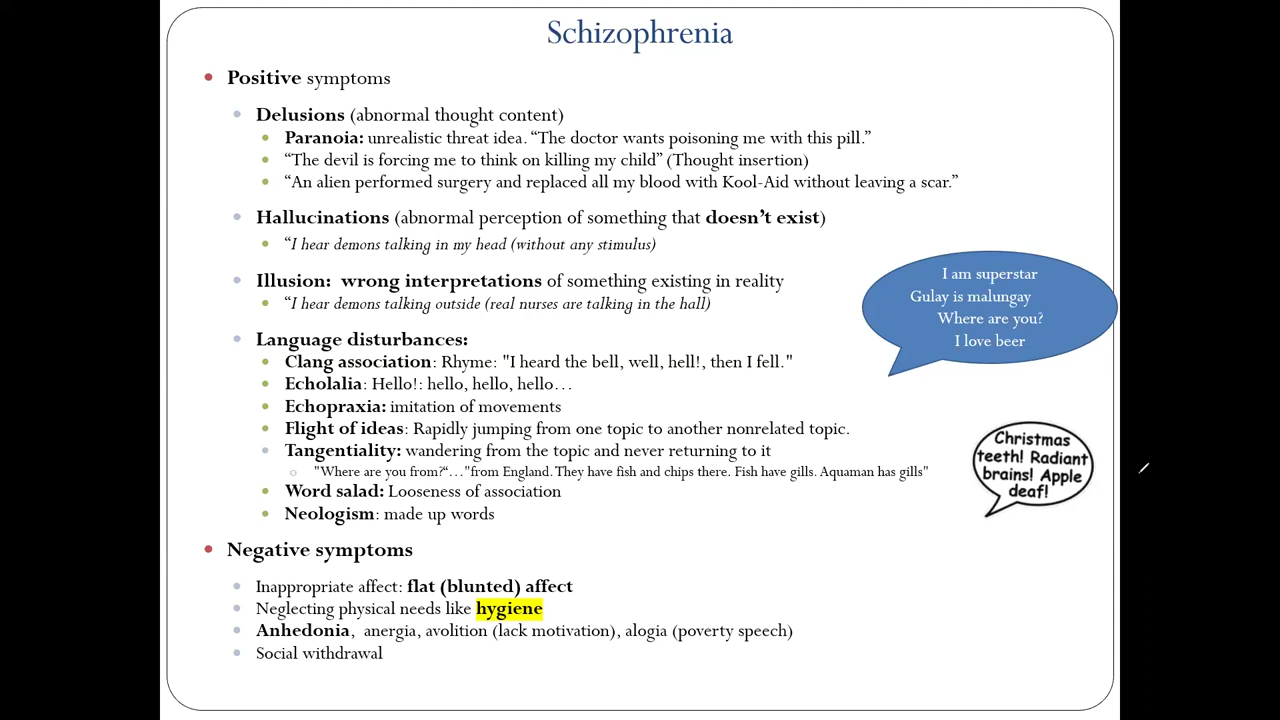 Schizophrenia
Positive symptoms
Delusions (abnormal thought content)
Paranoia: unrealistic threat idea. “The doctor wants poisoning me with this pill.”
“The devil is forcing me to think on killing my child” (Thought insertion)
“An alien performed surgery and replaced all my blood with Kool-Aid without leaving a scar.”
Hallucinations (abnormal perception of something that doesn’t exist)
“I hear demons talking in my head (without any stimulus)
Illusion: wrong interpretations of something existing in reality
“I hear demons talking outside (real nurses are talking in the hall)
I am superstar
Gulay is malungay
Where are you?
I love beer
Language disturbances:
Clang association: Rhyme: "I heard the bell, well, hell!, then I fell."
Echolalia: Hello!: hello, hello, hello…
Echopraxia: imitation of movements
Flight of ideas: Rapidly jumping from one topic to another nonrelated topic.
Tangentiality: wandering from the topic and never returning to it
"Where are you from?“…"from England. They have fish and chips there. Fish have gills. Aquaman has gills"
Word salad: Looseness of association
Neologism: made up words
Christmas
teeth! Radiant
brains! Apple
deaf!
Negative symptoms
Inappropriate affect: flat (blunted) affect
Neglecting physical needs like hygiene
Anhedonia, anergia, avolition (lack motivation), alogia (poverty speech)
Social withdrawal